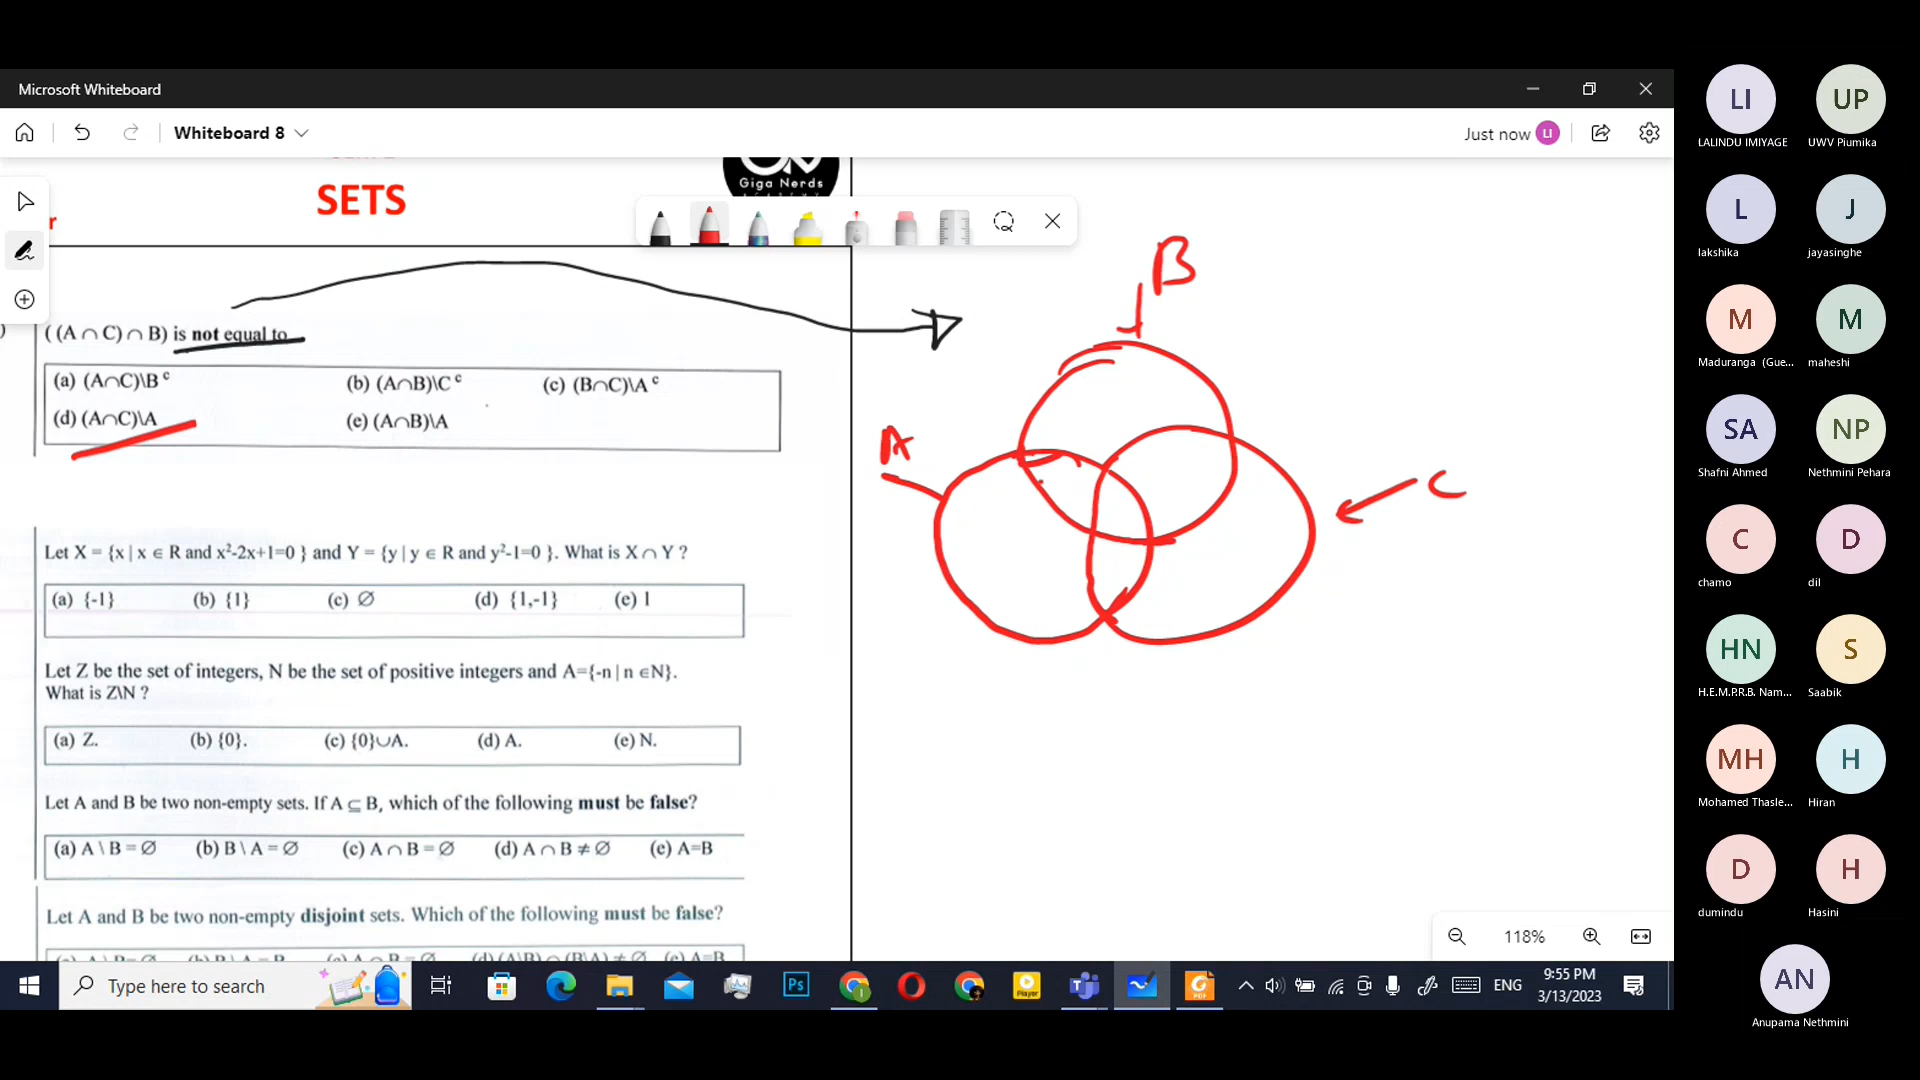 Microsoft Whiteboard
Whiteboard 8
Just now LI
SETS
Giga Nerds
r
( (A ∩ C) ∩ B) is not equal to
(a) (A∩C)\B ᶜ (b) (A∩B)\C ᶜ (c) (B∩C)\A ᶜ
(d) (A∩C)\A (e) (A∩B)\A
B
A
C
Let X = {x | x ∈ R and x²-2x+1=0 } and Y = {y | y ∈ R and y²-1=0 }. What is X ∩ Y ?
(a) {-1} (b) {1} (c) ∅ (d) {1,-1} (e) 1
Let Z be the set of integers, N be the set of positive integers and A={-n | n ∈N}.
What is Z\N ?
(a) Z. (b) {0}. (c) {0}∪A. (d) A. (e) N.
Let A and B be two non-empty sets. If A ⊆ B, which of the following must be false?
(a) A \ B = ∅ (b) B \ A = ∅ (c) A ∩ B = ∅ (d) A ∩ B ≠ ∅ (e) A=B
Let A and B be two non-empty disjoint sets. Which of the following must be false?
118%
Type here to search
Ps
Player
PDF
ENG
9:55 PM
3/13/2023
LI UP
LALINDU IMIYAGE UWV Piumika
L J
lakshika jayasinghe
M M
Maduranga (Gue... maheshi
SA NP
Shafni Ahmed Nethmini Pehara
C D
chamo dil
HN S
H.E.M.P.R.B. Nam... Saabik
MH H
Mohamed Thasle... Hiran
D H
dumindu Hasini
AN
Anupama Nethmini